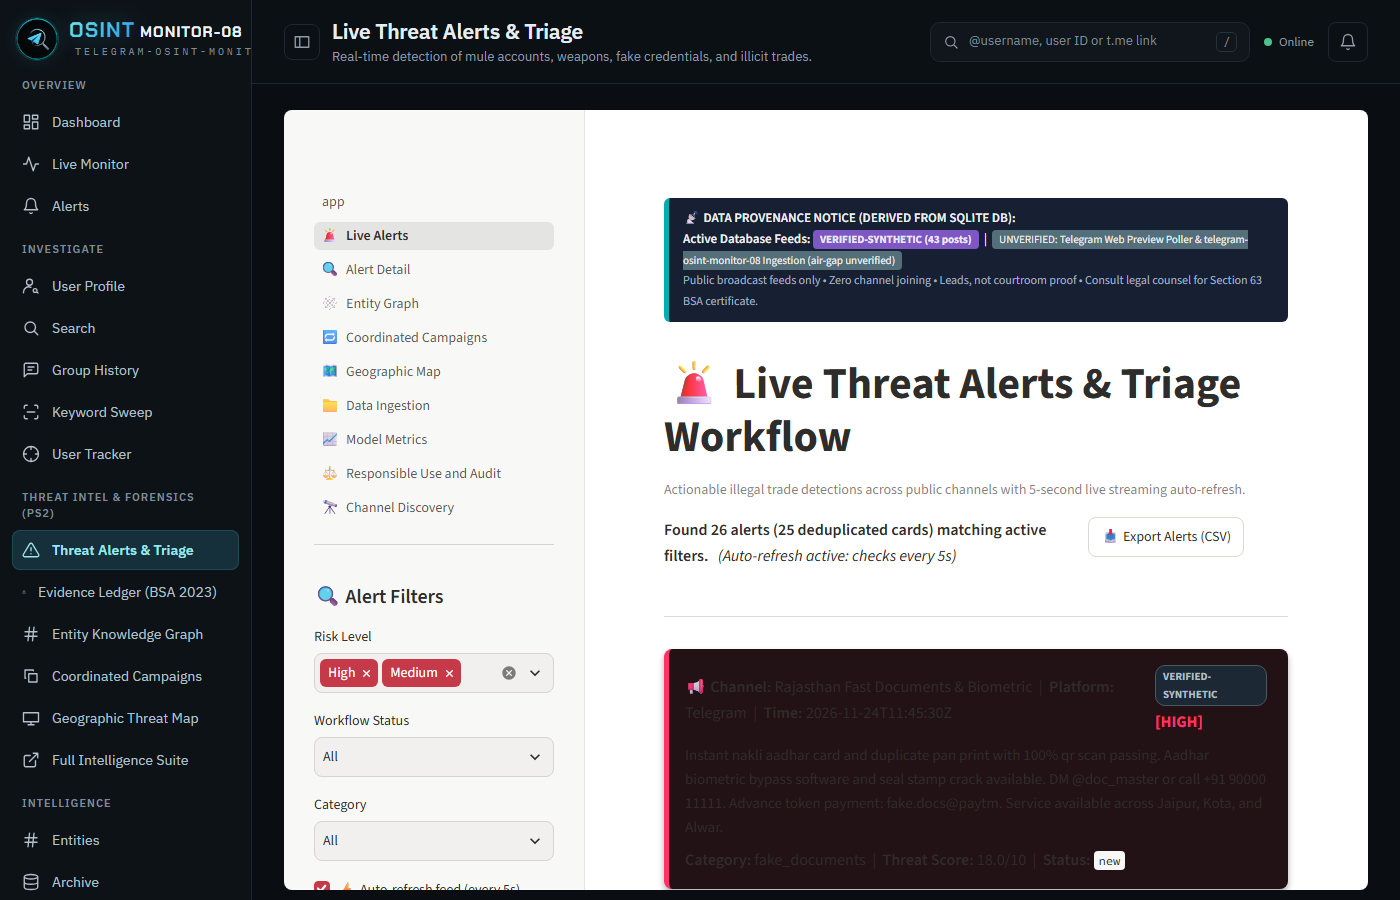 OSINT MONITOR-08
TELEGRAM-OSINT-MONIT
OVERVIEW
Dashboard
Live Monitor
Alerts
INVESTIGATE
User Profile
Search
Group History
Keyword Sweep
User Tracker
THREAT INTEL & FORENSICS
(PS2)
Threat Alerts & Triage
Evidence Ledger (BSA 2023)
Entity Knowledge Graph
Coordinated Campaigns
Geographic Threat Map
Full Intelligence Suite
INTELLIGENCE
Entities
Archive
Live Threat Alerts & Triage
Real-time detection of mule accounts, weapons, fake credentials, and illicit trades.
@username, user ID or t.me link
/
Online
app
Live Alerts
Alert Detail
Entity Graph
Coordinated Campaigns
Geographic Map
Data Ingestion
Model Metrics
Responsible Use and Audit
Channel Discovery
Alert Filters
Risk Level
High × Medium ×
Workflow Status
All
Category
All
Auto-refresh feed (every 5s)
DATA PROVENANCE NOTICE (DERIVED FROM SQLITE DB):
Active Database Feeds: VERIFIED-SYNTHETIC (43 posts) | UNVERIFIED: Telegram Web Preview Poller & telegram-
osint-monitor-08 Ingestion (air-gap unverified)
Public broadcast feeds only • Zero channel joining • Leads, not courtroom proof • Consult legal counsel for Section 63
BSA certificate.
Live Threat Alerts & Triage
Workflow
Actionable illegal trade detections across public channels with 5-second live streaming auto-refresh.
Found 26 alerts (25 deduplicated cards) matching active
filters. (Auto-refresh active: checks every 5s)
Export Alerts (CSV)
Channel: Rajasthan Fast Documents & Biometric | Platform:
Telegram | Time: 2026-11-24T11:45:30Z
VERIFIED-
SYNTHETIC
[HIGH]
Instant nakli aadhar card and duplicate pan print with 100% qr scan passing. Aadhar
biometric bypass software and seal stamp crack available. DM @doc_master or call +91 90000
11111. Advance token payment: fake.docs@paytm. Service available across Jaipur, Kota, and
Alwar.
Category: fake_documents | Threat Score: 18.0/10 | Status: new